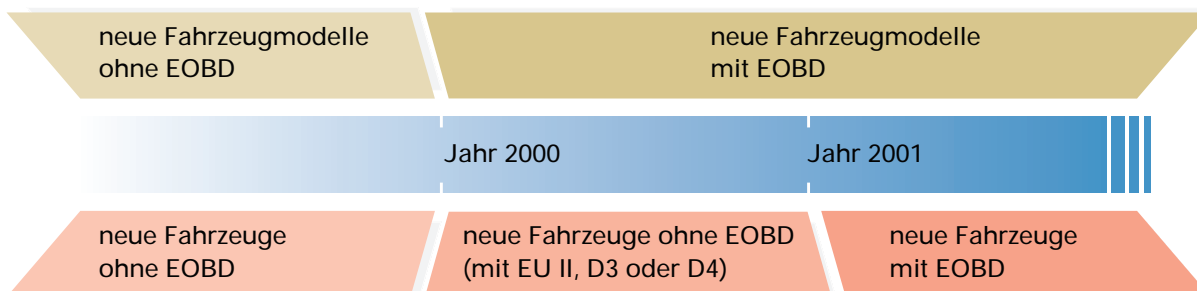 neue Fahrzeugmodelle
ohne EOBD
neue Fahrzeugmodelle
mit EOBD
Jahr 2000
Jahr 2001
neue Fahrzeuge
ohne EOBD
neue Fahrzeuge ohne EOBD
(mit EU II, D3 oder D4)
neue Fahrzeuge
mit EOBD